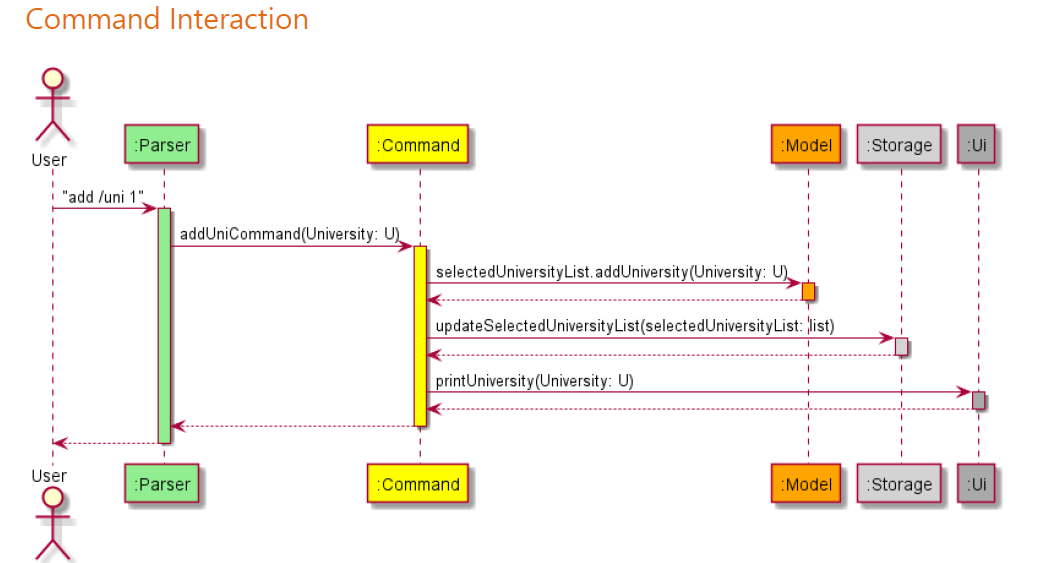 Command Interaction
User
:Parser
:Command
:Model
:Storage
:Ui
"add /uni 1"
addUniCommand(University: U)
selectedUniversityList.addUniversity(University: U)
updateSelectedUniversityList(selectedUniversityList: list)
printUniversity(University: U)
User
:Parser
:Command
:Model
:Storage
:Ui